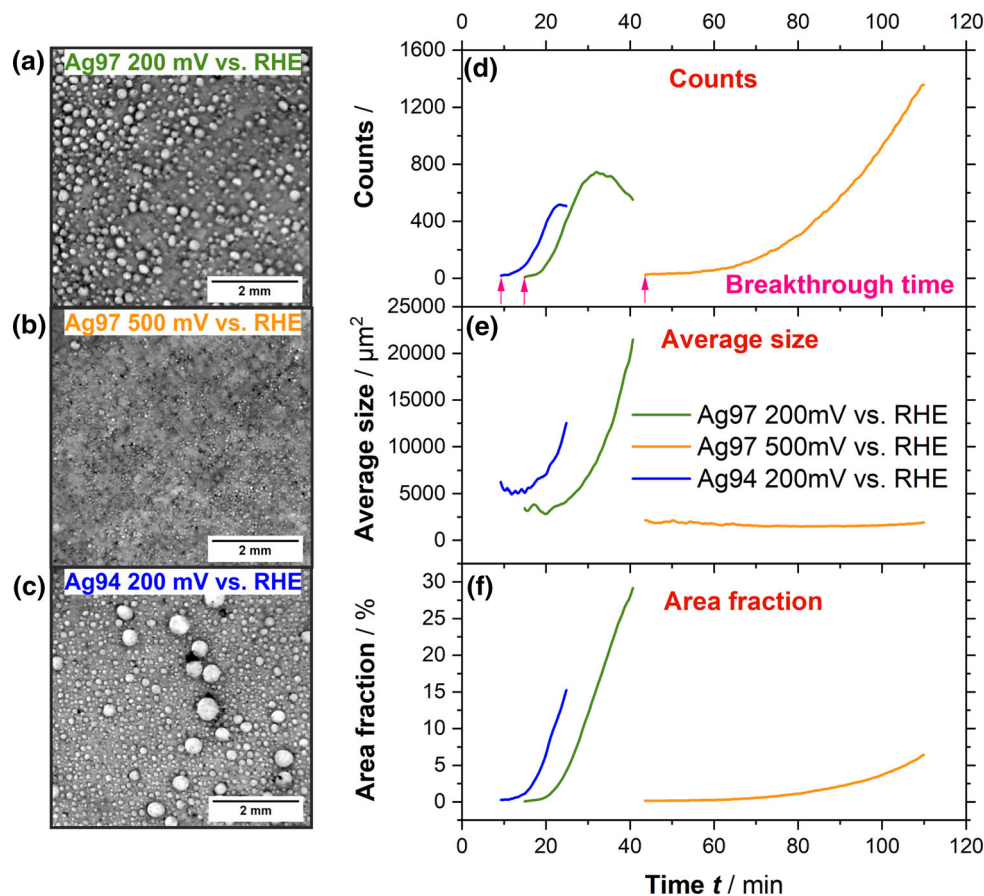 (a)
Ag97 200 mV vs. RHE
2 mm
(b)
Ag97 500 mV vs. RHE
2 mm
(c)
Ag94 200 mV vs. RHE
2 mm
0 20 40 60 80 100 120
(d)
Counts
Counts /
1600
1200
800
400
0
Breakthrough time
(e)
Average size
Average size / µm²
25000
20000
15000
10000
5000
0
Ag97 200mV vs. RHE
Ag97 500mV vs. RHE
Ag94 200mV vs. RHE
(f)
Area fraction
Area fraction / %
30
25
20
15
10
5
0
0 20 40 60 80 100 120
Time t / min